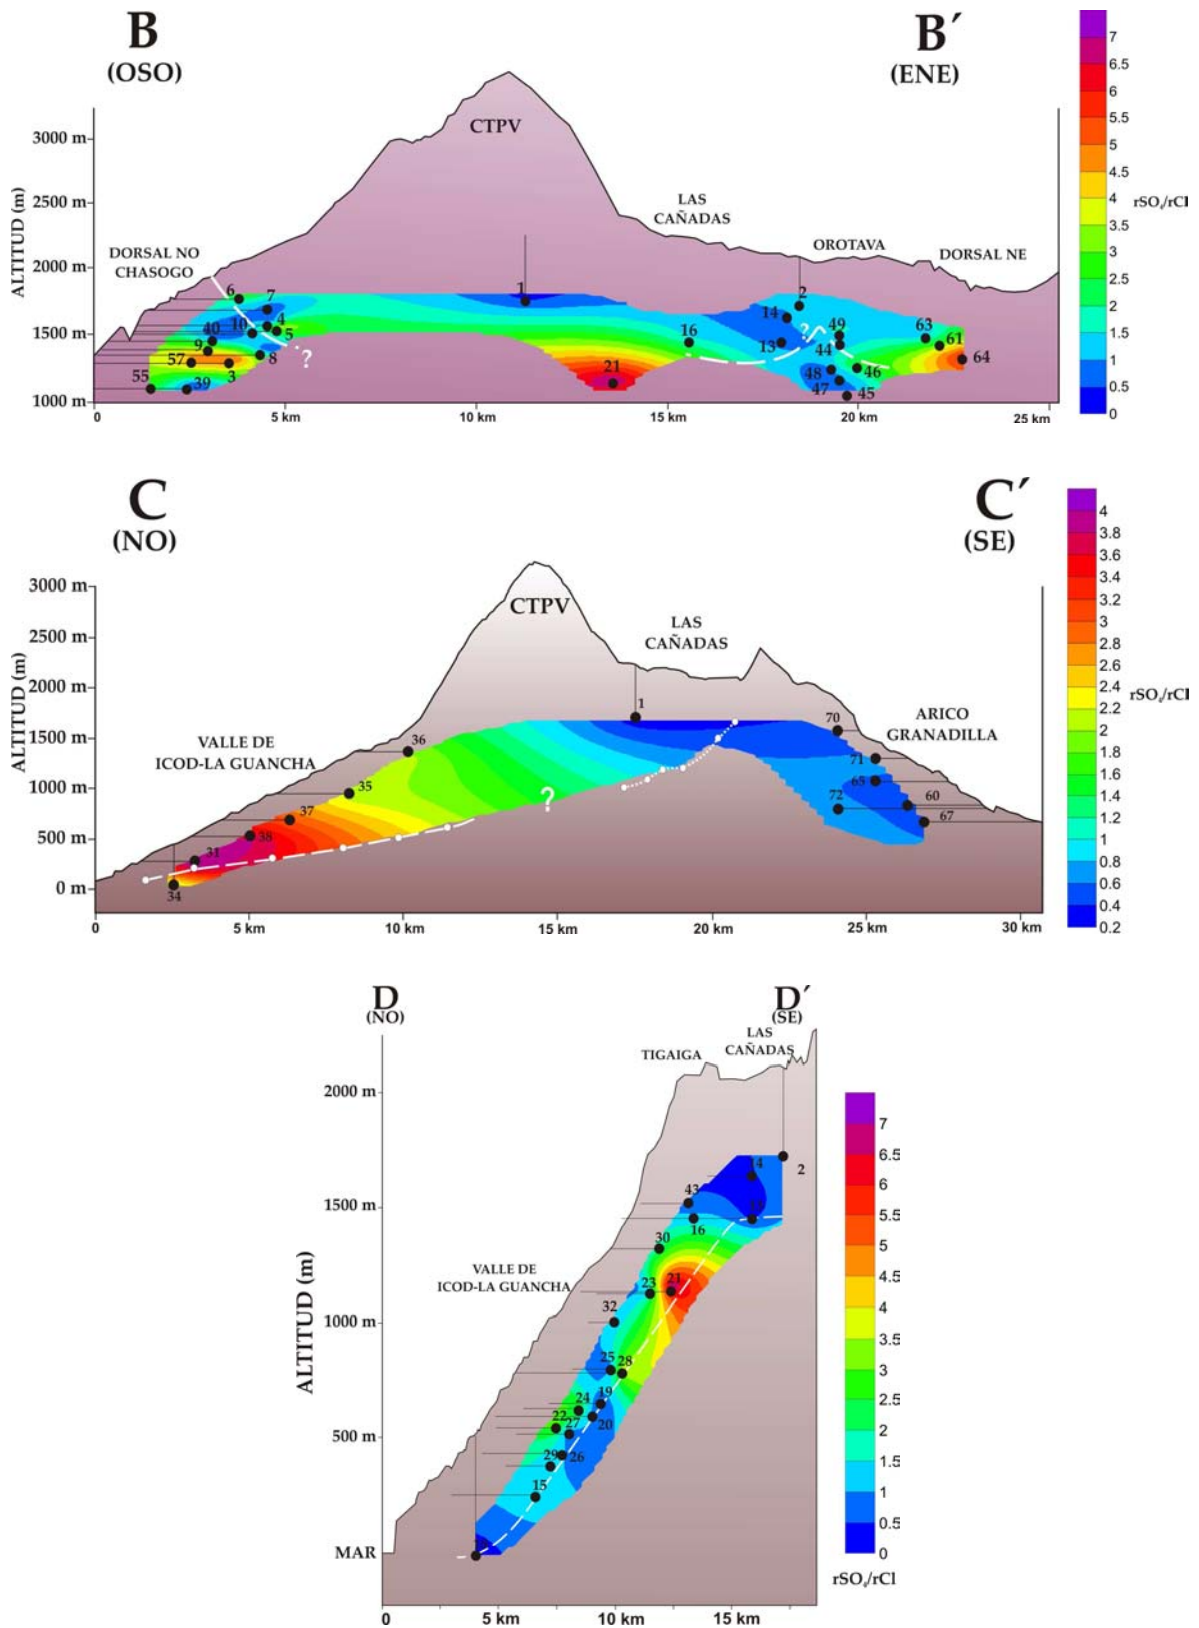 B
(OSO)
B´
(ENE)
CTPV
LAS
CAÑADAS
OROTAVA
DORSAL NE
DORSAL NO
CHASOGO
ALTITUD (m)
3000 m
2500 m
2000 m
1500 m
1000 m
6
7
1
2
40
10
4
5
9
8
?
57
3
55
39
21
16
14
13
?
49
44
48
47
46
45
63
61
64
0
5 km
10 km
15 km
20 km
25 km
7
6.5
6
5.5
5
4.5
4
3.5
3
2.5
2
1.5
1
0.5
0
rSO4/rCl
C
(NO)
C´
(SE)
CTPV
LAS
CAÑADAS
VALLE DE
ICOD-LA GUANCHA
ARICO
GRANADILLA
ALTITUD (m)
3000 m
2500 m
2000 m
1500 m
1000 m
500 m
0 m
1
70
36
71
35
65
37
72
60
38
67
31
34
?
0
5 km
10 km
15 km
20 km
25 km
30 km
4
3.8
3.6
3.4
3.2
3
2.8
2.6
2.4
2.2
2
1.8
1.6
1.4
1.2
1
0.8
0.6
0.4
0.2
rSO4/rCl
D
(NO)
D´
(SE)
TIGAIGA
LAS
CAÑADAS
VALLE DE
ICOD-LA GUANCHA
ALTITUD (m)
2000 m
1500 m
1000 m
500 m
MAR
14
2
43
13
16
30
23
21
32
25
28
24
19
22
27
20
29
26
15
0
5 km
10 km
15 km
7
6.5
6
5.5
5
4.5
4
3.5
3
2.5
2
1.5
1
0.5
0
rSO4/rCl